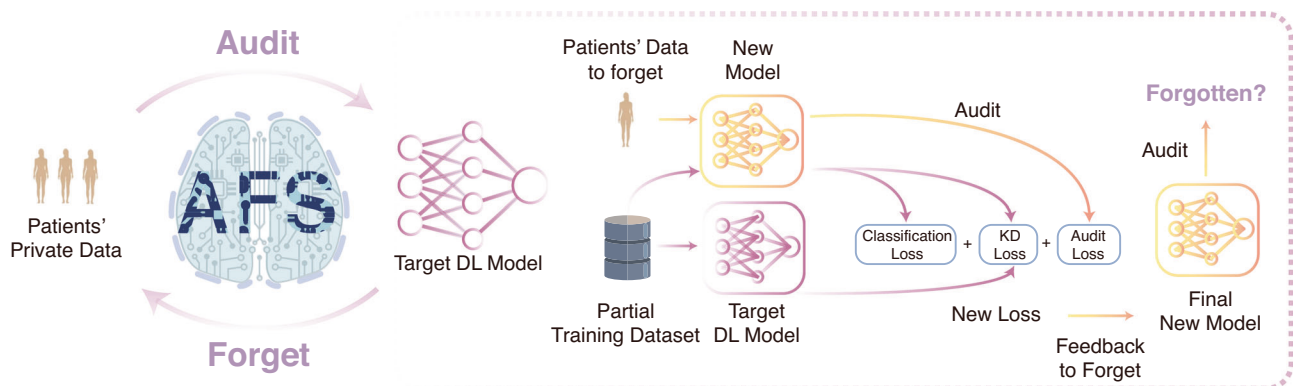 Audit
AFS
Patients'
Private Data
Target DL Model
Forget
Patients' Data
to forget
New
Model
Partial
Training Dataset
Target
DL Model
Audit
Classification
Loss
+
KD
Loss
+
Audit
Loss
New Loss
Feedback
to Forget
Forgotten?
Audit
Final
New Model